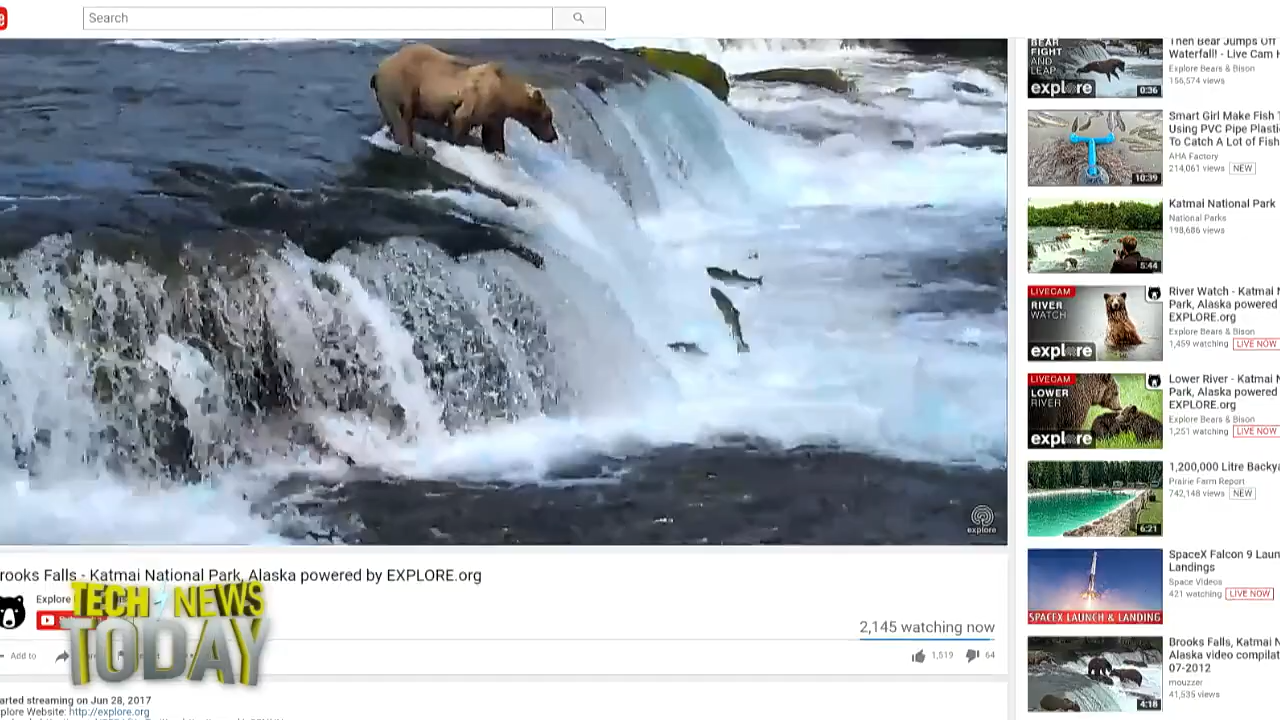 Search
explore
rooks Falls - Katmai National Park, Alaska powered by EXPLORE.org
Explore
TECH NEWS
TODAY
2,145 watching now
Add to
1,519
64
arted streaming on Jun 28, 2017
plore Website: http://explore.org
BEAR
FIGHT
AND
LEAP
explore
0:36
Then Bear Jumps Off
Waterfall! - Live Cam H
Explore Bears & Bison
156,574 views
10:39
Smart Girl Make Fish T
Using PVC Pipe Plasti
To Catch A Lot of Fish
AHA Factory
214,061 views NEW
5:44
Katmai National Park
National Parks
198,686 views
LIVECAM
RIVER
WATCH
explore
River Watch - Katmai N
Park, Alaska powered
EXPLORE.org
Explore Bears & Bison
1,459 watching LIVE NOW
LIVECAM
LOWER
RIVER
explore
Lower River - Katmai N
Park, Alaska powered
EXPLORE.org
Explore Bears & Bison
1,251 watching LIVE NOW
6:21
1,200,000 Litre Backya
Prairie Farm Report
742,148 views NEW
SPACEX LAUNCH & LANDING
SpaceX Falcon 9 Laun
Landings
Space Videos
421 watching LIVE NOW
4:18
Brooks Falls, Katmai N
Alaska video compilat
07-2012
mouzzer
41,535 views